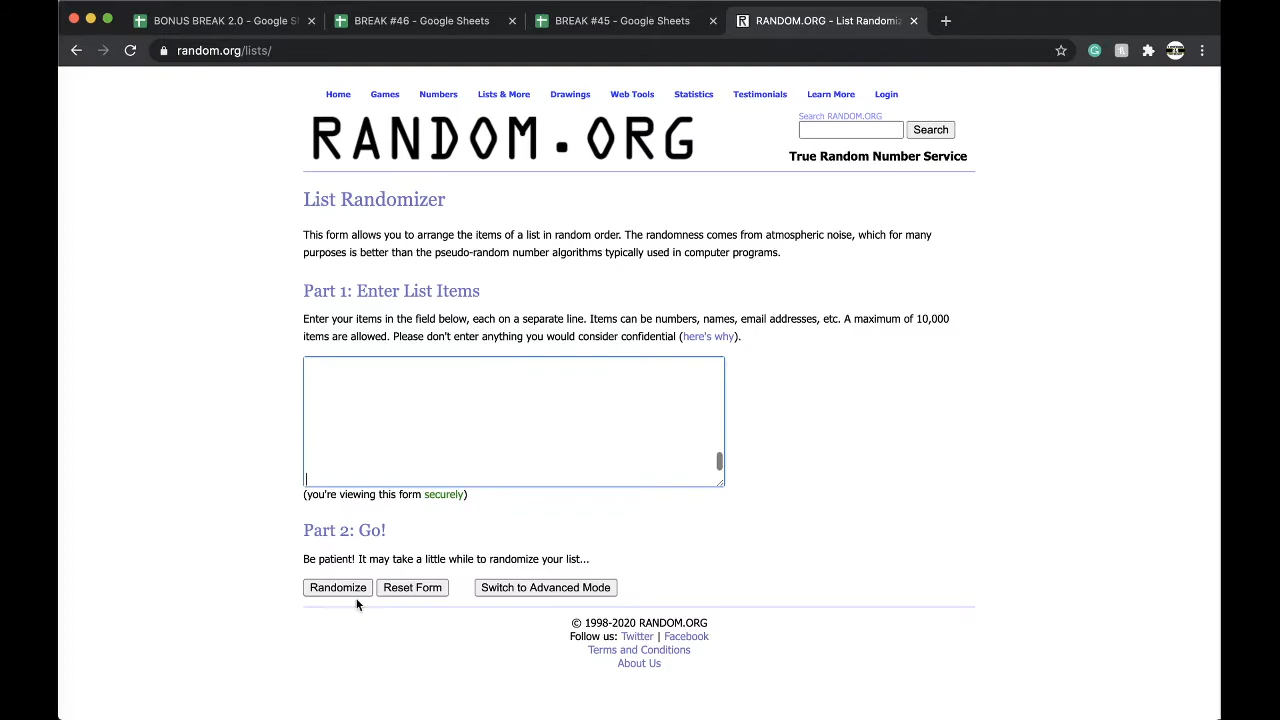 BONUS BREAK 2.0 - Google S
BREAK #46 - Google Sheets
BREAK #45 - Google Sheets
RANDOM.ORG - List Randomiz
random.org/lists/
Home Games Numbers Lists & More Drawings Web Tools Statistics Testimonials Learn More Login
RANDOM.ORG
Search RANDOM.ORG
Search
True Random Number Service
List Randomizer
This form allows you to arrange the items of a list in random order. The randomness comes from atmospheric noise, which for many
purposes is better than the pseudo-random number algorithms typically used in computer programs.
Part 1: Enter List Items
Enter your items in the field below, each on a separate line. Items can be numbers, names, email addresses, etc. A maximum of 10,000
items are allowed. Please don't enter anything you would consider confidential (here's why).
(you're viewing this form securely)
Part 2: Go!
Be patient! It may take a little while to randomize your list...
Randomize Reset Form Switch to Advanced Mode
© 1998-2020 RANDOM.ORG
Follow us: Twitter | Facebook
Terms and Conditions
About Us